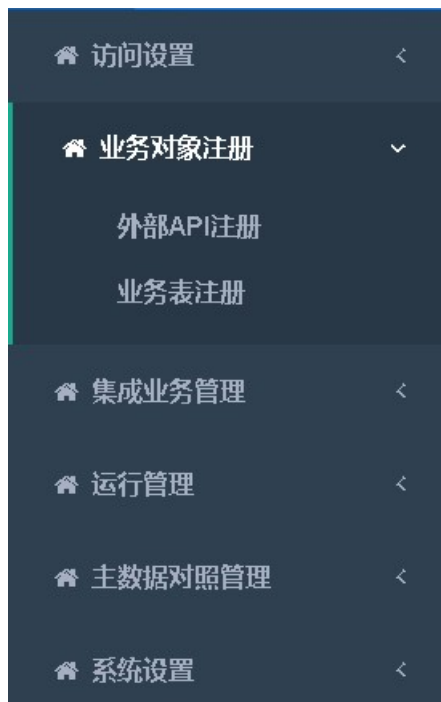 访问设置
业务对象注册
外部API注册
业务表注册
集成业务管理
运行管理
主数据对照管理
系统设置